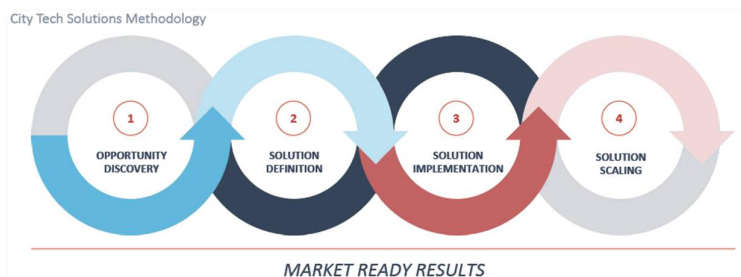 City Tech Solutions Methodology
1
OPPORTUNITY
DISCOVERY
2
SOLUTION
DEFINITION
3
SOLUTION
IMPLEMENTATION
4
SOLUTION
SCALING
MARKET READY RESULTS